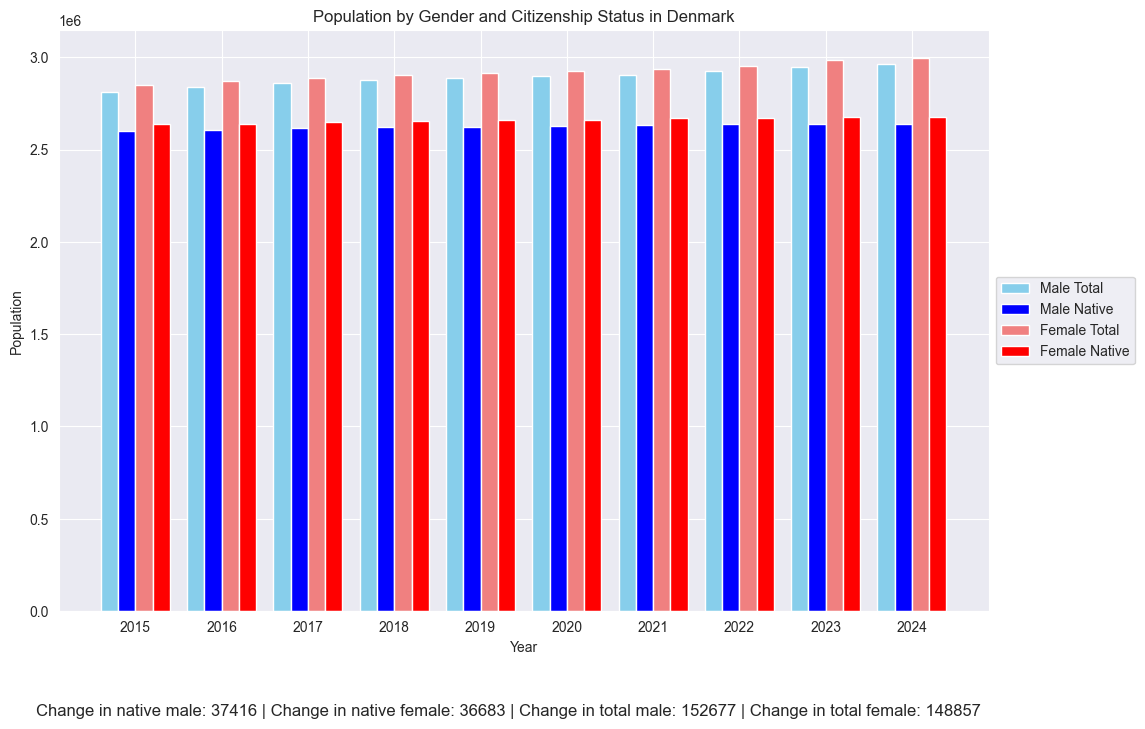 Population by Gender and Citizenship Status in Denmark
1e6
3.0
2.5
2.0
1.5
1.0
0.5
0.0
Population
2015 2016 2017 2018 2019 2020 2021 2022 2023 2024
Year
Male Total
Male Native
Female Total
Female Native
Change in native male: 37416 | Change in native female: 36683 | Change in total male: 152677 | Change in total female: 148857